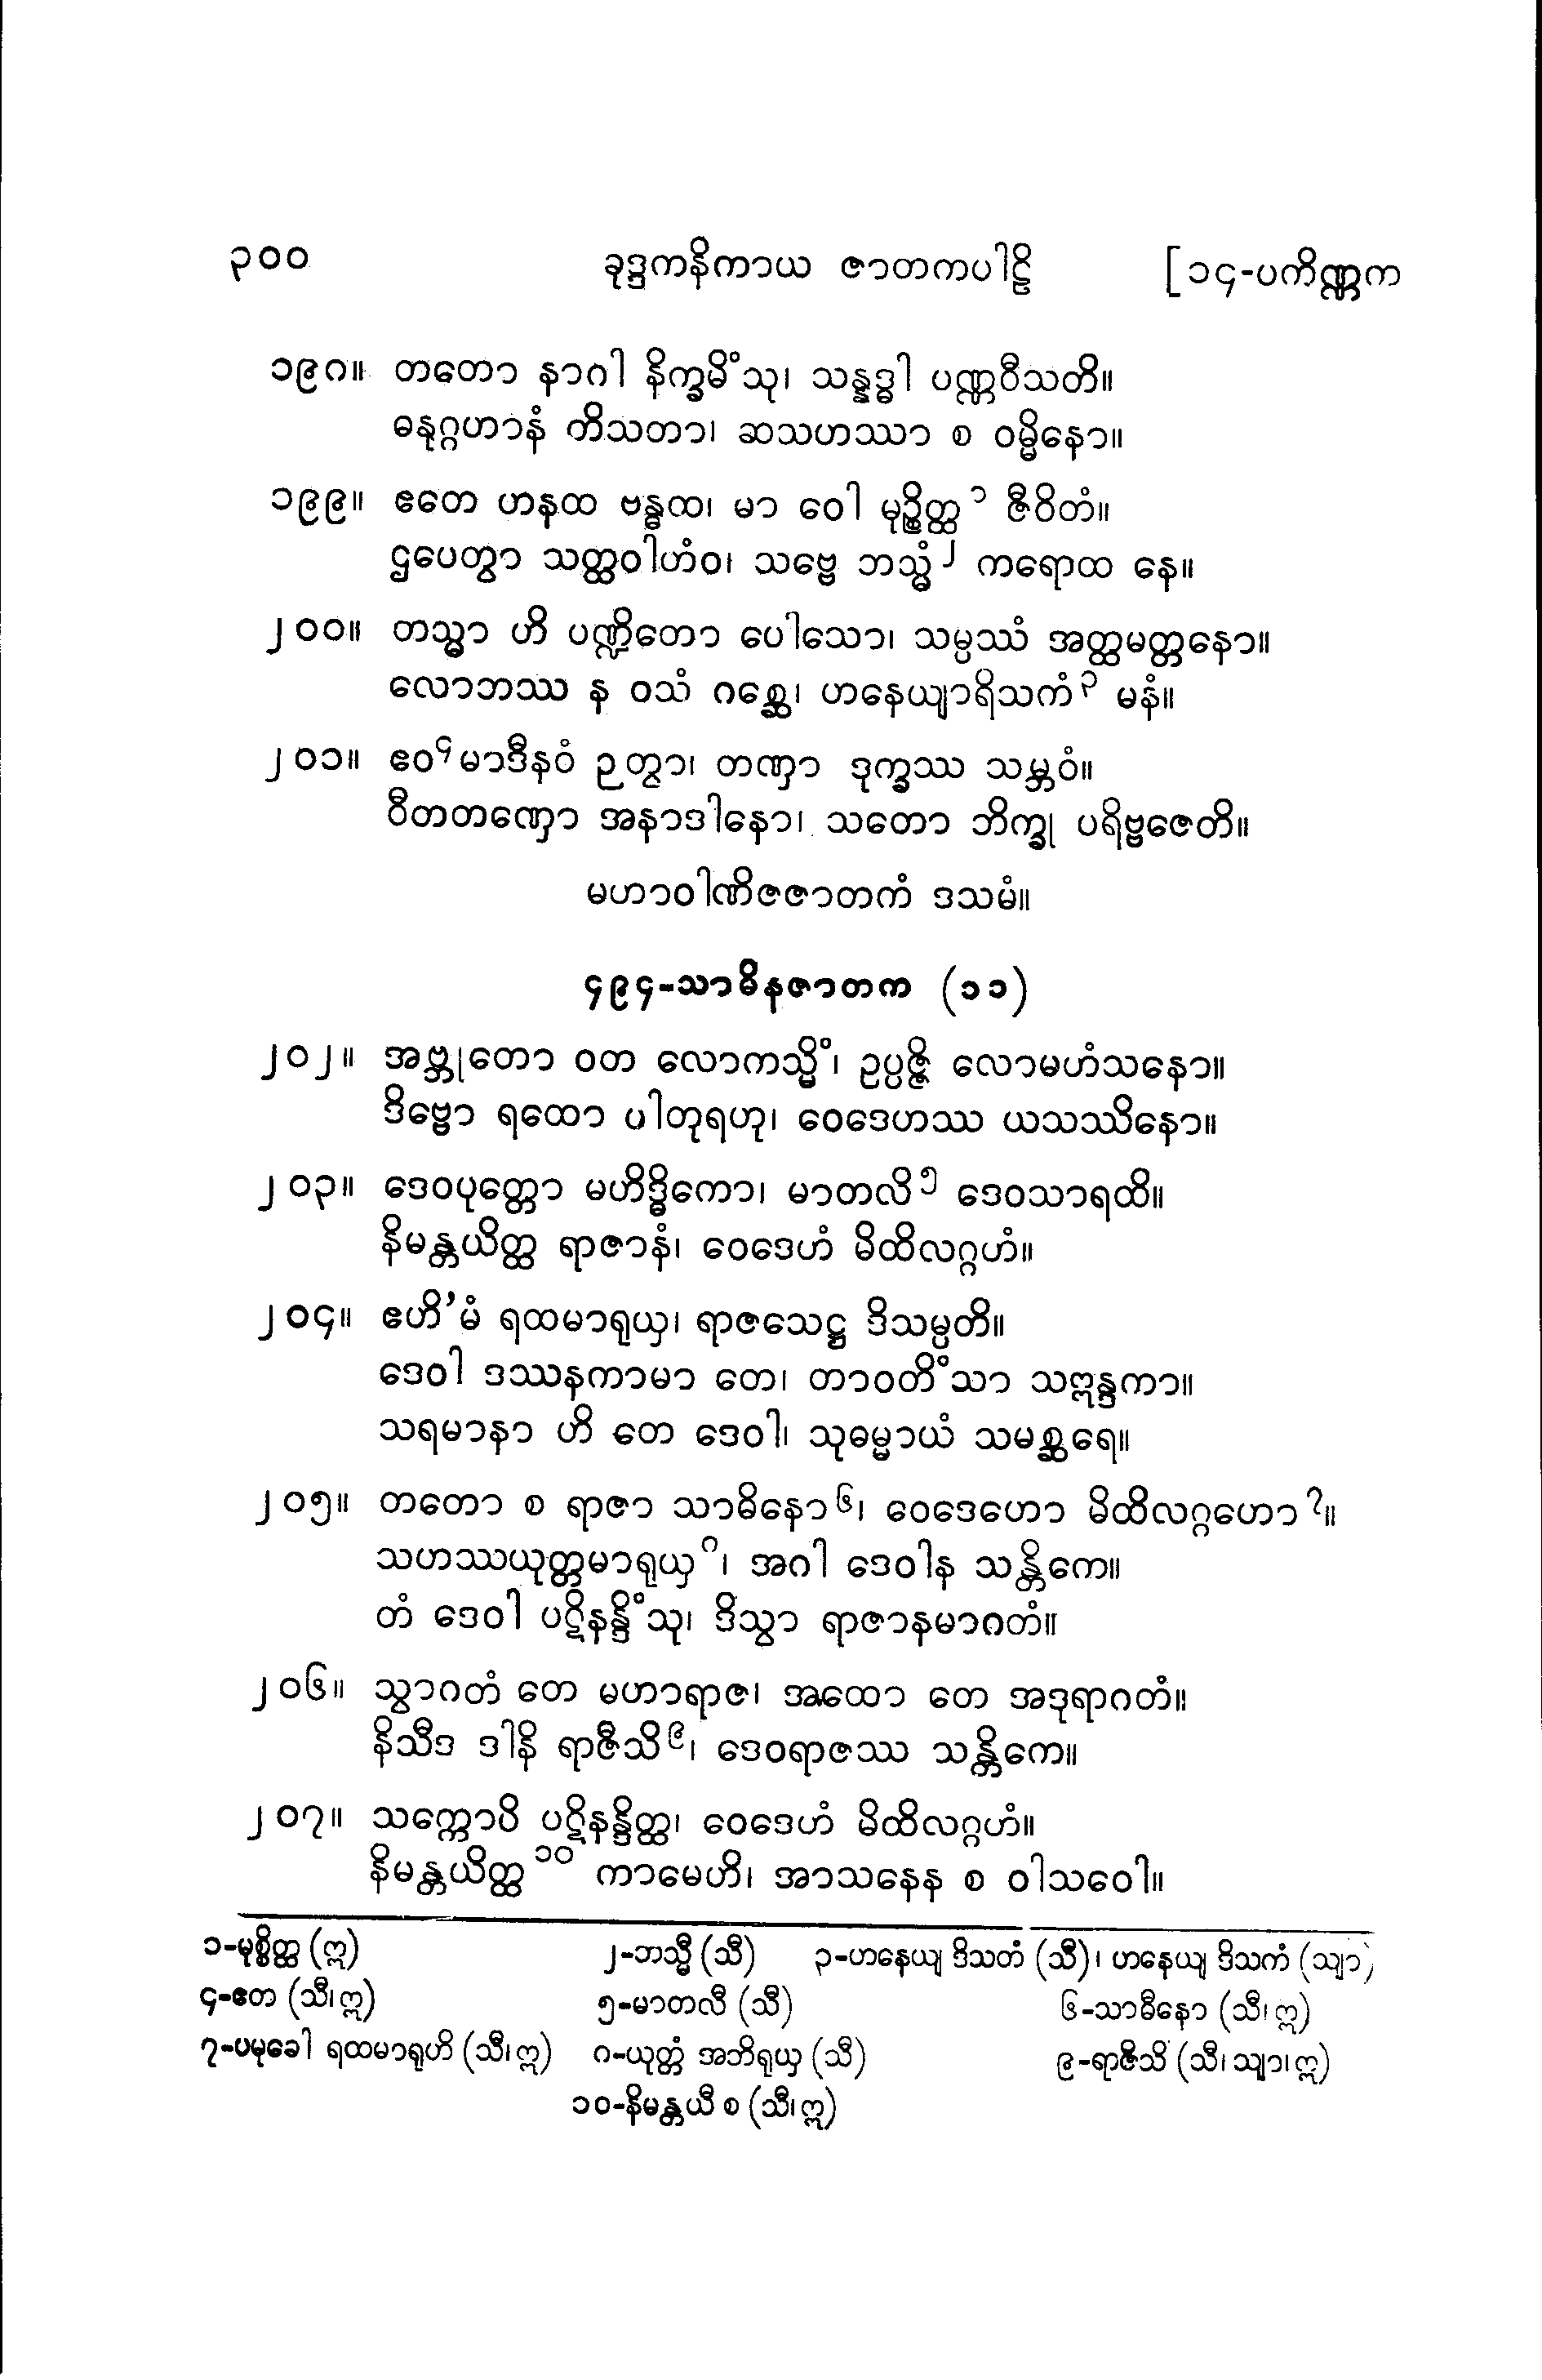 ၃၀၀ ခုဒ္ဒကနိကာယ ဇာတကပါဠိ [၁၄-ပကိဏ္ဏက
၁၉၈။ တတော နာဂါ နိက္ခမိံသု၊ သန္နဒ္ဓါ ပဏ္ဏဝီသတိ။
ဓနုဂ္ဂဟာနံ တိသတာ၊ ဆသဟဿာ စ ဝမ္မိနော။
၁၉၉။ ဧတေ ဟနထ ဗန္ဓထ၊ မာ ဝေါ မုဉ္စိတ္ထ ၁ ဇီဝိတံ။
ဌပေတွာ သတ္ထဝါဟံဝ၊ သဗ္ဗေ ဘသ္မံ ၂ ကရောထ နေ။
၂၀၀။ တသ္မာ ဟိ ပဏ္ဍိတော ပေါသော၊ သမ္ပဿံ အတ္ထမတ္တနော။
လောဘဿ န ဝသံ ဂစ္ဆေ၊ ဟနေယျာရိသကံ ၃ မနံ။
၂၀၁။ ဧဝ ၄ မာဒီနဝံ ဉတွာ၊ တဏှာ ဒုက္ခဿ သမ္ဘဝံ။
ဝီတတဏှော အနာဒါနော၊ သတော ဘိက္ခု ပရိဗ္ဗဇေတိ။
မဟာဝါဏိဇဇာတကံ ဒသမံ။
၄၉၄-သာဓိနဇာတက (၁၁)
၂၀၂။ အဗ္ဘုတော ဝတ လောကသ္မိံ၊ ဥပ္ပဇ္ဇိ လောမဟံသနော။
ဒိဗ္ဗော ရထော ပါတုရဟု၊ ဝေဒေဟဿ ယသဿိနော။
၂၀၃။ ဒေဝပုတ္တော မဟိဒ္ဓိကော၊ မာတလိ ၅ ဒေဝသာရထိ။
နိမန္တယိတ္ထ ရာဇာနံ၊ ဝေဒေဟံ မိထိလဂ္ဂဟံ။
၂၀၄။ ဧဟိ’မံ ရထမာရုယှ၊ ရာဇသေဋ္ဌ ဒိသမ္ပတိ။
ဒေဝါ ဒဿနကာမာ တေ၊ တာဝတိံသာ သဣန္ဒကာ။
သရမာနာ ဟိ တေ ဒေဝါ၊ သုဓမ္မာယံ သမစ္ဆရေ။
၂၀၅။ တတော စ ရာဇာ သာဓိနော ၆၊ ဝေဒေဟော မိထိလဂ္ဂဟော ၇။
သဟဿယုတ္တမာရုယှ ၈၊ အဂါ ဒေဝါန သန္တိကေ။
တံ ဒေဝါ ပဋိနန္ဒိံသု၊ ဒိသွာ ရာဇာနမာဂတံ။
၂၀၆။ သွာဂတံ တေ မဟာရာဇ၊ အထော တေ အဒုရာဂတံ။
နိသီဒ ဒါနိ ရာဇီသိ ၉၊ ဒေဝရာဇဿ သန္တိကေ။
၂၀၇။ သက္ကောပိ ပဋိနန္ဒိတ္ထ၊ ဝေဒေဟံ မိထိလဂ္ဂဟံ။
နိမန္တယိတ္ထ ၁၀ ကာမေဟိ၊ အာသနေန စ ဝါသဝေါ။
၁-မုစ္စိတ္ထ (ဣ) ၂-ဘသ္မီ (သီ) ၃-ဟနေယျ ဒိသတံ (သီ)၊ ဟနေယျ ဒိသကံ (သျာ)
၄-ဧတ (သီ၊ ဣ) ၅-မာတလီ (သီ) ၆-သာဓီနော (သီ၊ ဣ)
၇-ပမုခေါ ရထမာရုဟိ (သီ၊ ဣ) ၈-ယုတ္တံ အဘိရုယှ (သီ) ၉-ရာဇိသိ (သီ၊ သျာ၊ ဣ)
၁၀-နိမန္တယီ စ (သီ၊ ဣ)